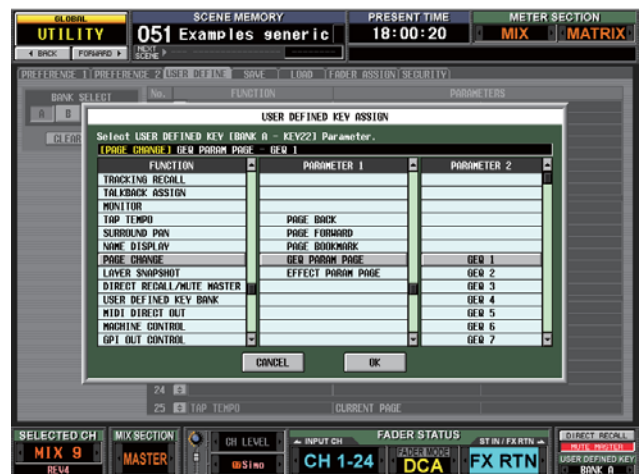 GLOBAL SCENE MEMORY PRESENT TIME METER SECTION
UTILITY 051 Examples generic 18:00:20 MIX MATRIX
BACK FORWARD NEXT SCENE
PREFERENCE 1 PREFERENCE 2 USER DEFINE SAVE LOAD FADER ASSIGN SECURITY
BANK SELECT No. FUNCTION PARAMETERS
A B
CLEAR
USER DEFINED KEY ASSIGN
Select USER DEFINED KEY [BANK A - KEY22] Parameter.
[PAGE CHANGE] GEQ PARAM PAGE - GEQ 1
FUNCTION PARAMETER 1 PARAMETER 2
TRACKING RECALL
TALKBACK ASSIGN
MONITOR
TAP TEMPO PAGE BACK
SURROUND PAN PAGE FORWARD
NAME DISPLAY PAGE BOOKMARK
PAGE CHANGE GEQ PARAM PAGE GEQ 1
LAYER SNAPSHOT EFFECT PARAM PAGE GEQ 2
DIRECT RECALL/MUTE MASTER GEQ 3
USER DEFINED KEY BANK GEQ 4
MIDI DIRECT OUT GEQ 5
MACHINE CONTROL GEQ 6
GPI OUT CONTROL GEQ 7
CANCEL OK
24
25 TAP TEMPO CURRENT PAGE
SELECTED CH MIX SECTION CH LEVEL INPUT CH FADER STATUS ST IN / FX RTN DIRECT RECALL
MIX 9 MASTER CH 1-24 FADER MODE DCA FX RTN MUTE MASTER
REV4 Simo USER DEFINED KEY
BANK A